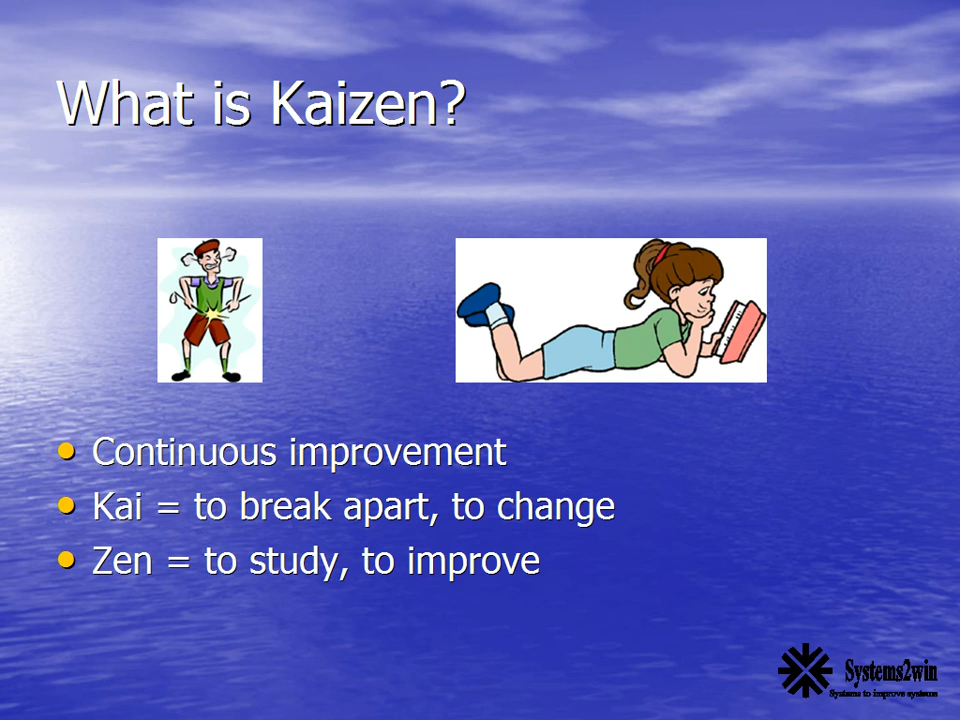 What is Kaizen?
• Continuous improvement
• Kai = to break apart, to change
• Zen = to study, to improve
Systems2win
Systems to improve systems